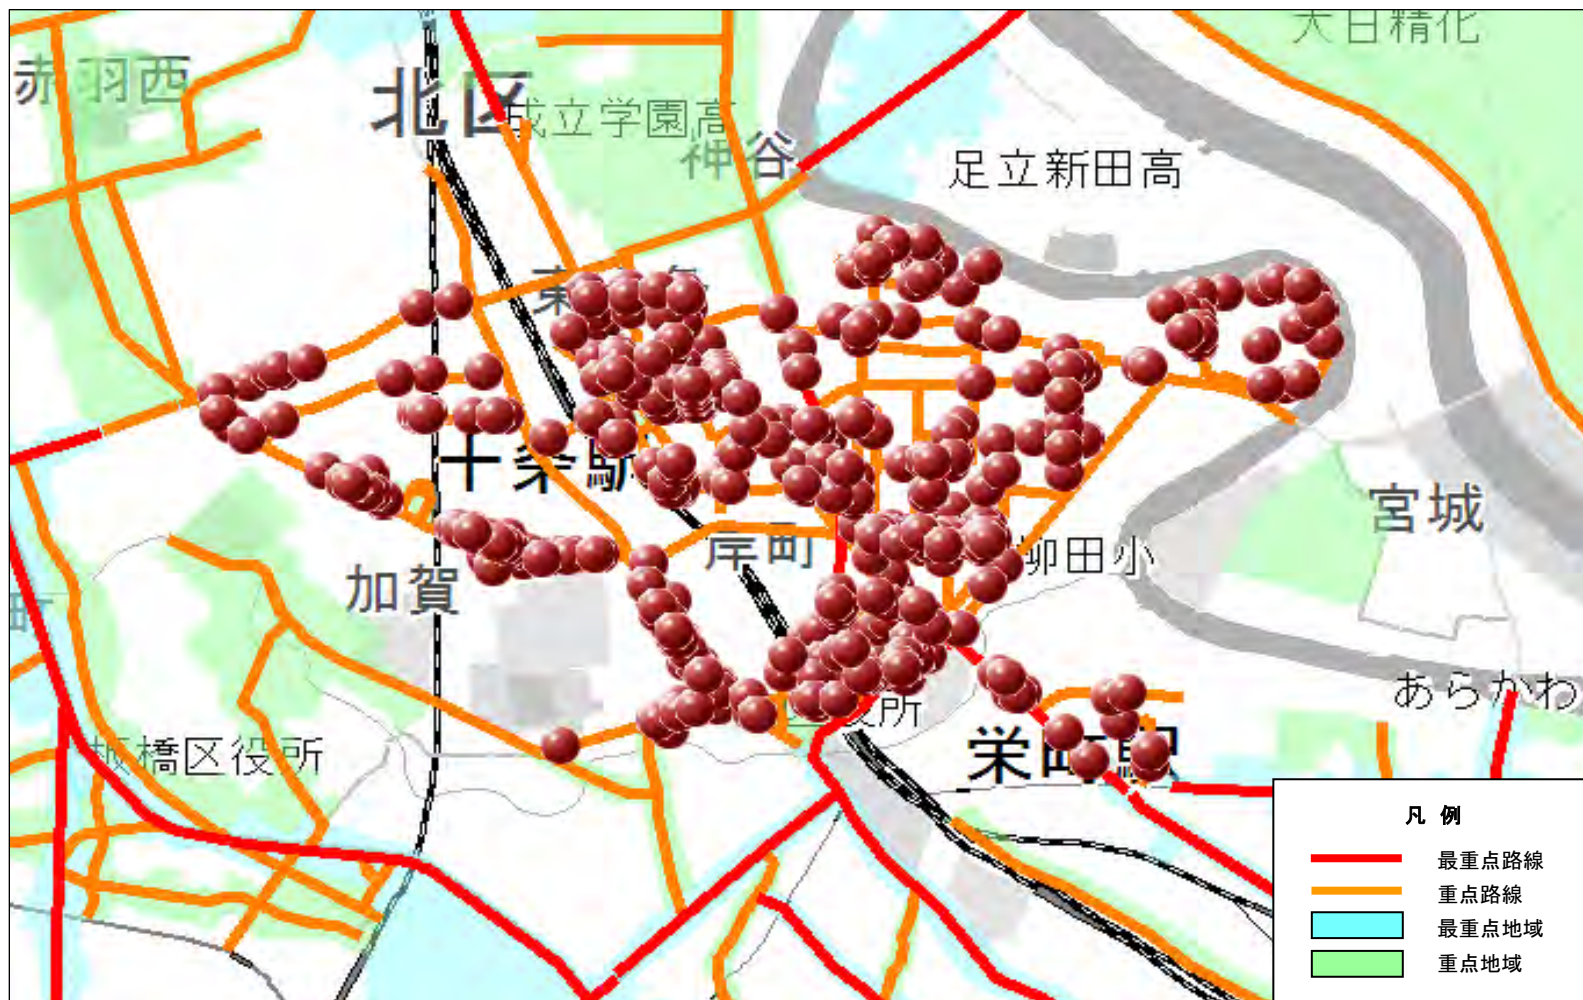 大日精化
赤羽西
北区
成立学園高
神谷
足立新田高
十条駅
宮城
岸町
柳田小
加賀
町
あらかわ
役所
板橋区役所
栄町駅
凡 例
最重点路線
重点路線
最重点地域
重点地域